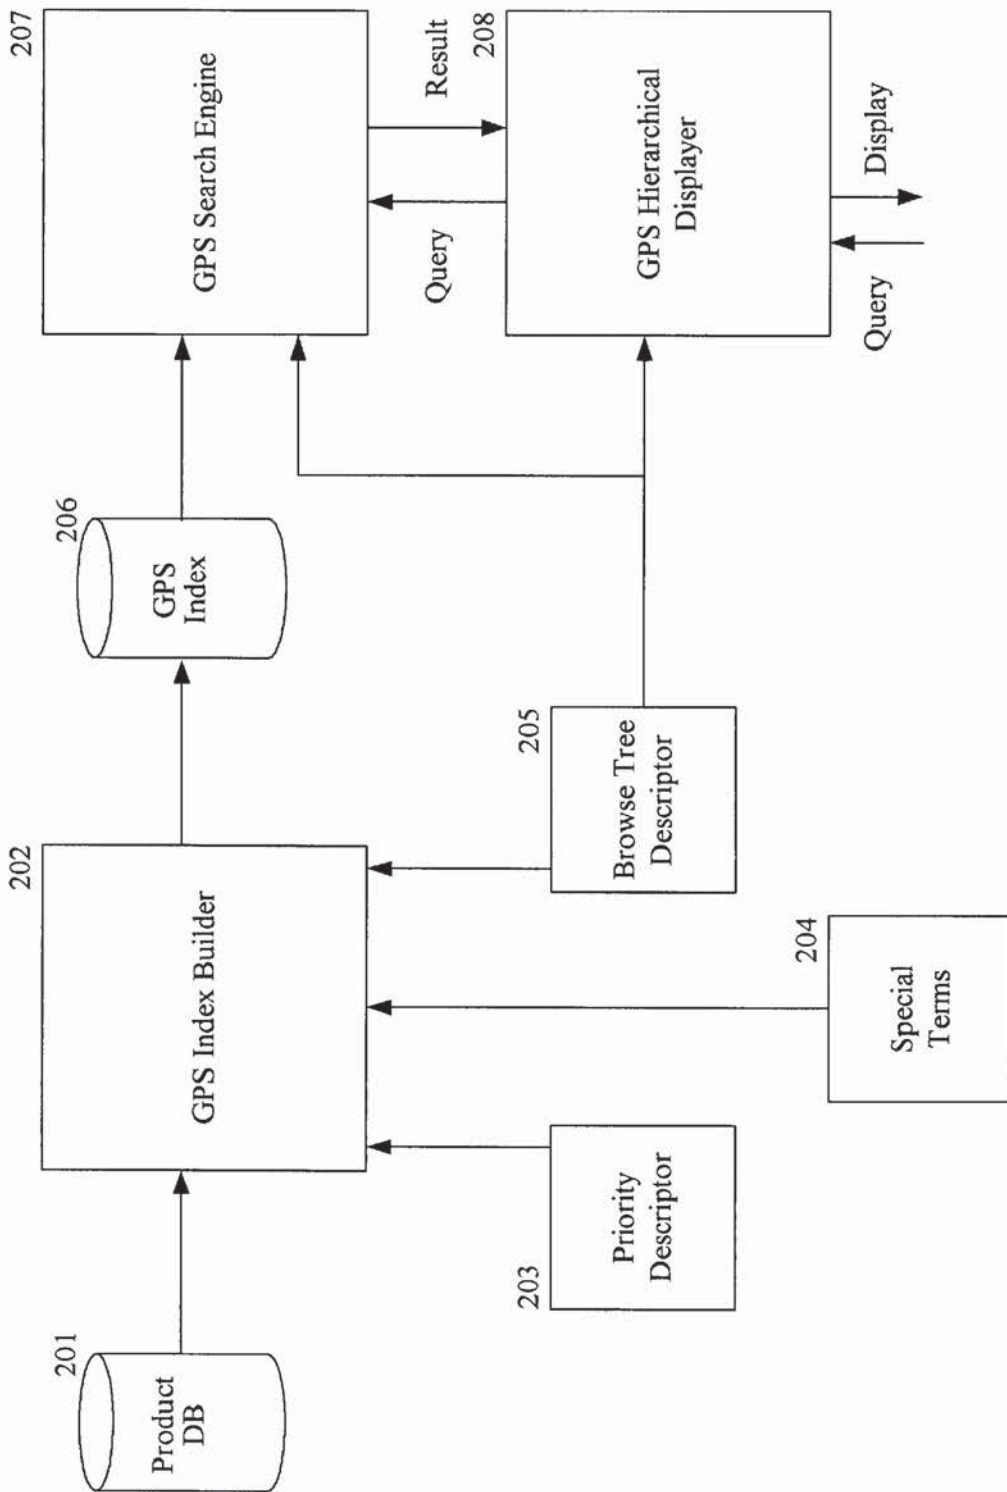 201
Product
DB
202
GPS Index Builder
203
Priority
Descriptor
204
Special
Terms
205
Browse Tree
Descriptor
206
GPS
Index
207
GPS Search Engine
Query
Result
208
GPS Hierarchical
Displayer
Query
Display